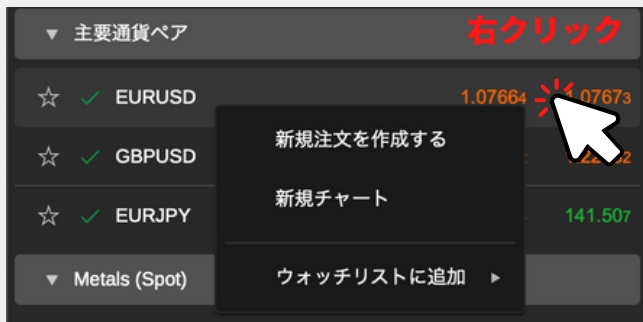 ▼ 主要通貨ペア 右クリック
☆ ✓ EURUSD 1.07664 1.07673
新規注文を作成する
☆ ✓ GBPUSD
新規チャート
☆ ✓ EURJPY 141.507
ウォッチリストに追加 ▶
▼ Metals (Spot)